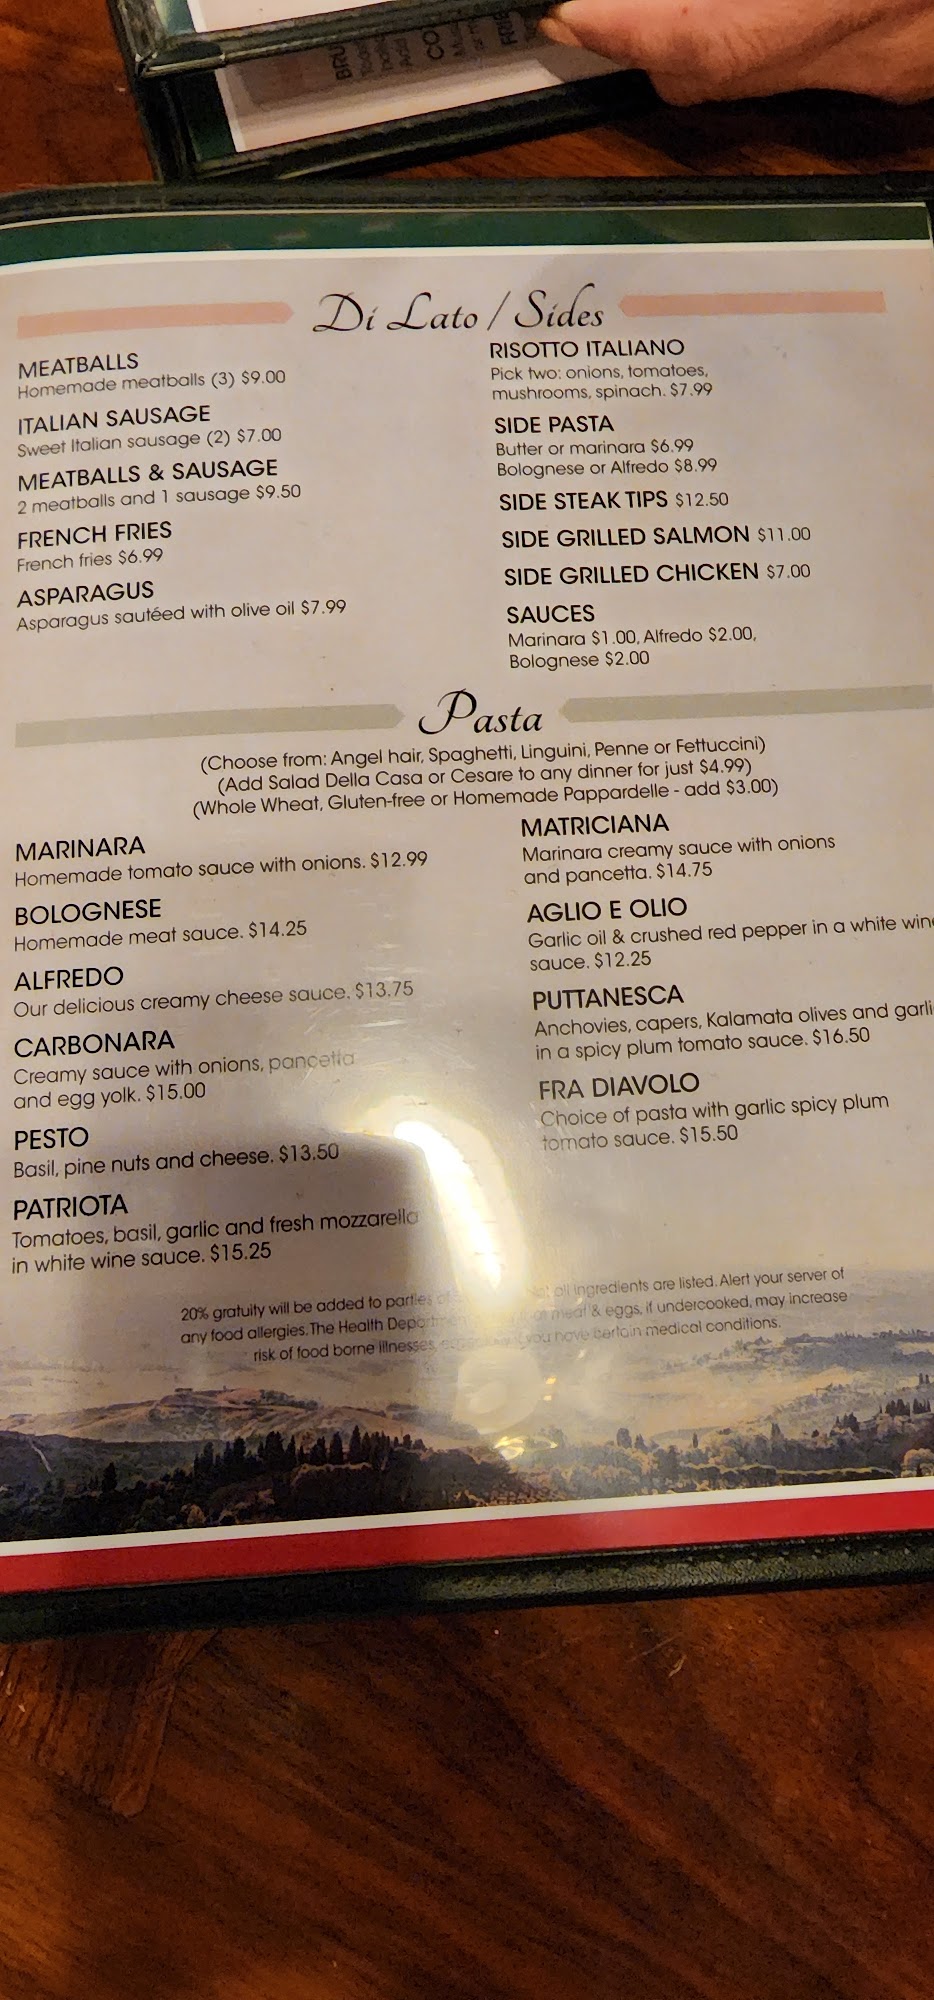 BRU
CO
FRIE
Di Lato / Sides
MEATBALLS
Homemade meatballs (3) $9.00
ITALIAN SAUSAGE
Sweet Italian sausage (2) $7.00
MEATBALLS & SAUSAGE
2 meatballs and 1 sausage $9.50
FRENCH FRIES
French fries $6.99
ASPARAGUS
Asparagus sautéed with olive oil $7.99
RISOTTO ITALIANO
Pick two: onions, tomatoes,
mushrooms, spinach. $7.99
SIDE PASTA
Butter or marinara $6.99
Bolognese or Alfredo $8.99
SIDE STEAK TIPS $12.50
SIDE GRILLED SALMON $11.00
SIDE GRILLED CHICKEN $7.00
SAUCES
Marinara $1.00, Alfredo $2.00,
Bolognese $2.00
Pasta
(Choose from: Angel hair, Spaghetti, Linguini, Penne or Fettuccini)
(Add Salad Della Casa or Cesare to any dinner for just $4.99)
(Whole Wheat, Gluten-free or Homemade Pappardelle - add $3.00)
MARINARA
Homemade tomato sauce with onions. $12.99
BOLOGNESE
Homemade meat sauce. $14.25
ALFREDO
Our delicious creamy cheese sauce. $13.75
CARBONARA
Creamy sauce with onions, pancetta
and egg yolk. $15.00
PESTO
Basil, pine nuts and cheese. $13.50
PATRIOTA
Tomatoes, basil, garlic and fresh mozzarella
in white wine sauce. $15.25
MATRICIANA
Marinara creamy sauce with onions
and pancetta. $14.75
AGLIO E OLIO
Garlic oil & crushed red pepper in a white win
sauce. $12.25
PUTTANESCA
Anchovies, capers, Kalamata olives and garli
in a spicy plum tomato sauce. $16.50
FRA DIAVOLO
Choice of pasta with garlic spicy plum
tomato sauce. $15.50
20% gratuity will be added to parties all ingredients are listed. Alert your server of
any food allergies. The Health Department meat & eggs, if undercooked, may increase
risk of food borne illnesses, you have certain medical conditions.